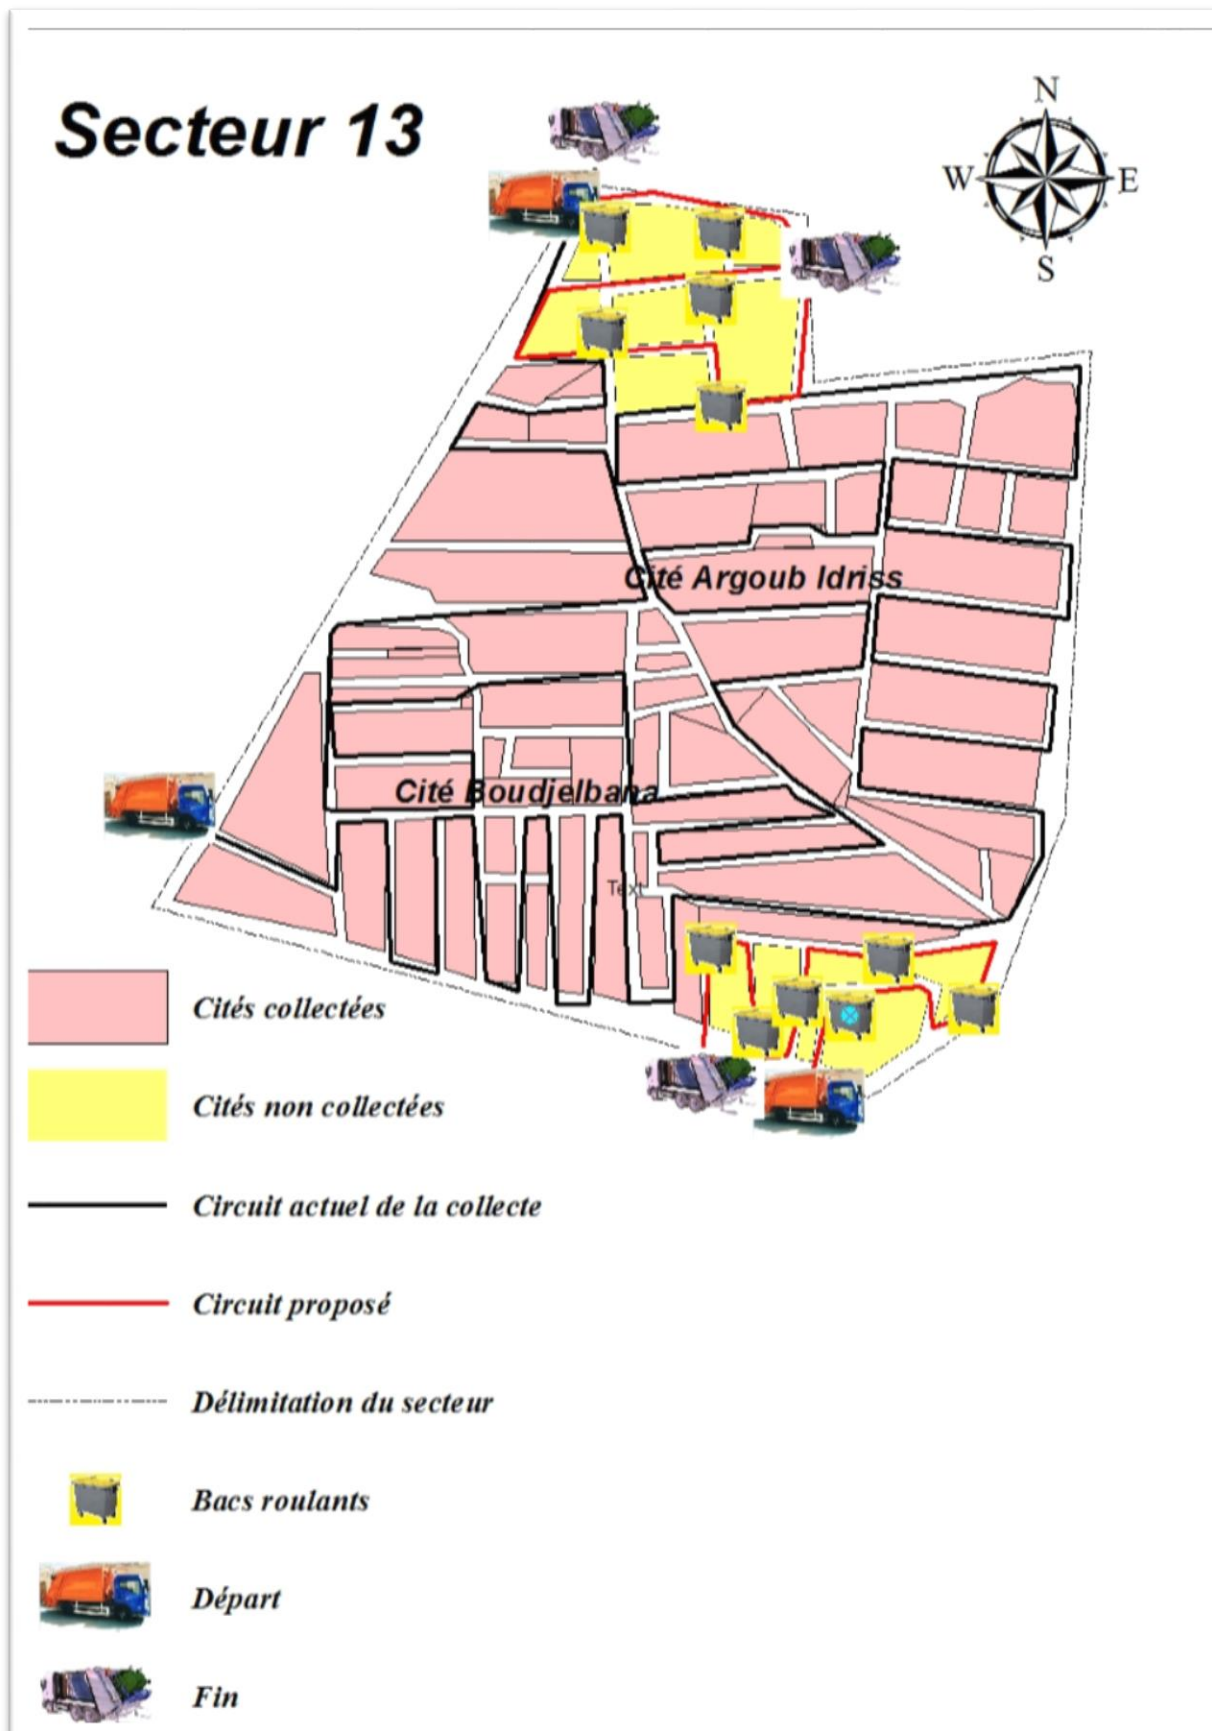 Secteur 13
N
W
E
S
Cité Argoub Idriss
Cité Boudjelbana
Text
Cités collectées
Cités non collectées
Circuit actuel de la collecte
Circuit proposé
Délimitation du secteur
Bacs roulants
Départ
Fin